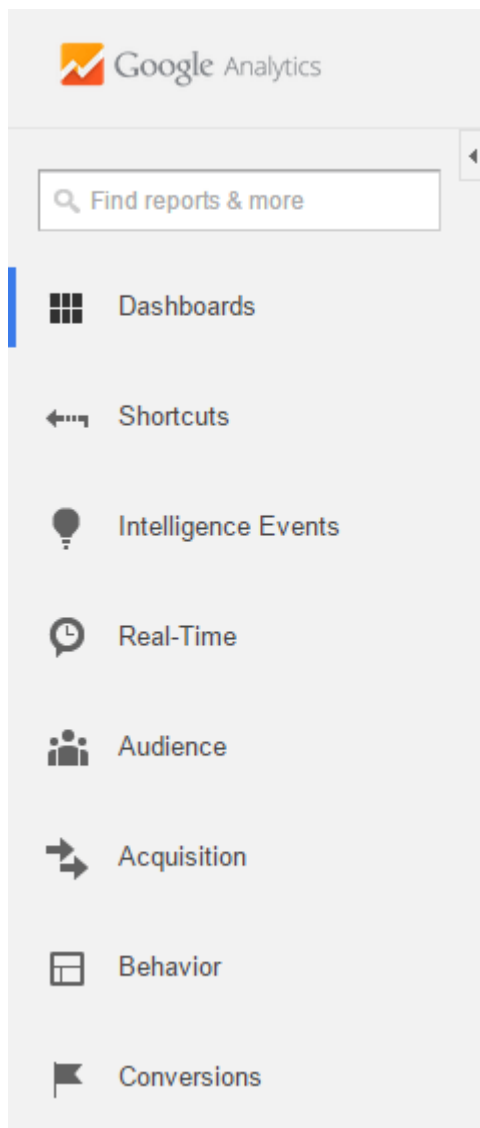 Google Analytics
Find reports & more
Dashboards
Shortcuts
Intelligence Events
Real-Time
Audience
Acquisition
Behavior
Conversions